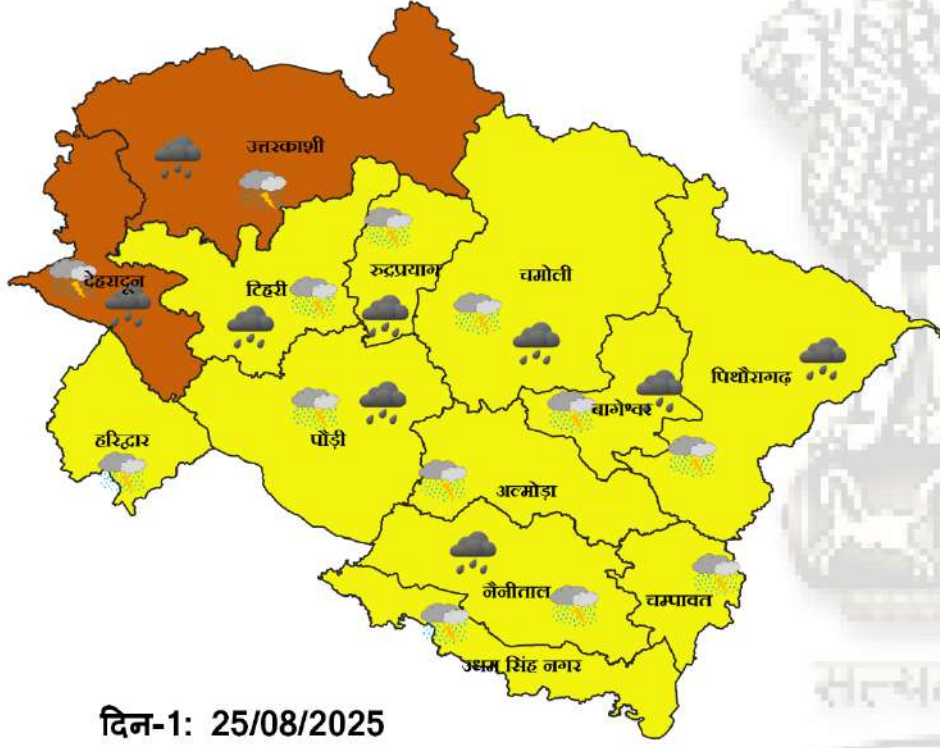 उत्तरकाशी
रुद्रप्रयाग
देहरादून
टिहरी
चमोली
पिथौरागढ़
बागेश्वर
हरिद्वार
पौड़ी
अल्मोड़ा
नैनीताल
चम्पावत
उधम सिंह नगर
दिन-1: 25/08/2025